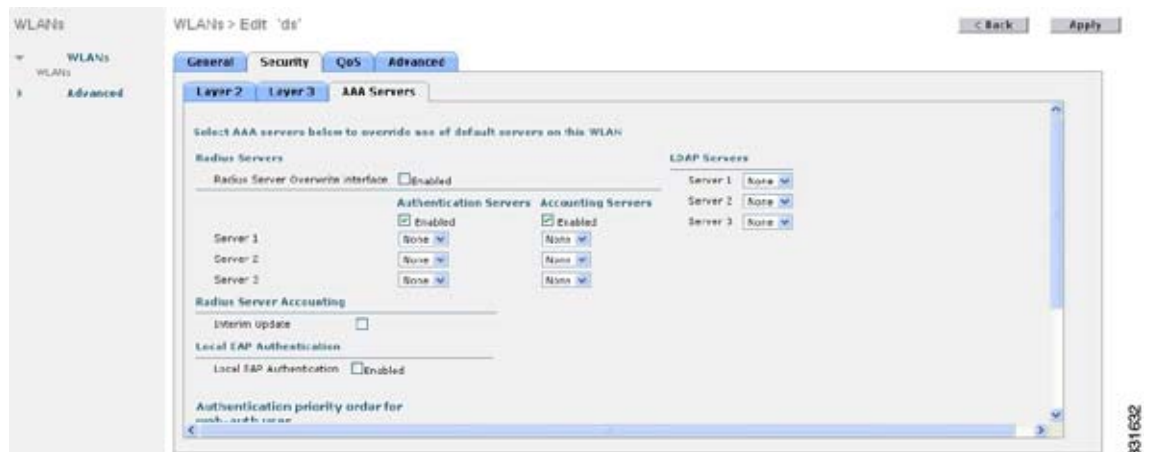 WLANs
WLANs > Edit 'ds'
< Back
Apply
WLANs
WLANs
Advanced
General Security QoS Advanced
Layer 2 Layer 3 AAA Servers
Select AAA servers below to override use of default servers on this WLAN
Radius Servers
LDAP Servers
Radius Server Overwrite interface Enabled
Server 1 None
Authentication Servers Accounting Servers
Server 2 None
Enabled Enabled
Server 3 None
Server 1 None None
Server 2 None None
Server 3 None None
Radius Server Accounting
Interim Update
Local EAP Authentication
Local EAP Authentication Enabled
Authentication priority order for
web-auth user
331632